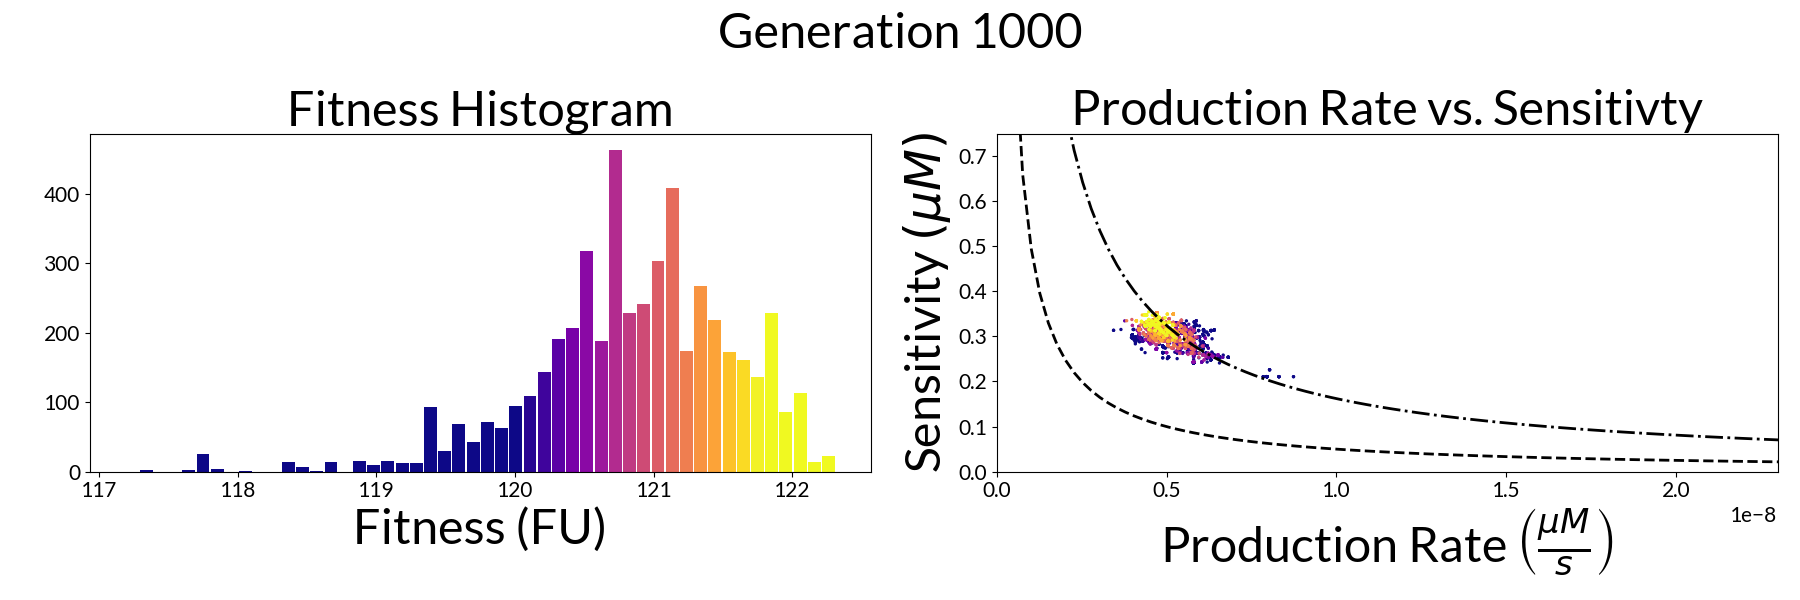 Generation 1000
Fitness Histogram
400
300
200
100
0
117 118 119 120 121 122
Fitness (FU)
Production Rate vs. Sensitivty
Sensitivity (μM)
0.7
0.6
0.5
0.4
0.3
0.2
0.1
0.0
0.0 0.5 1.0 1.5 2.0
1e−8
Production Rate (μM/s)